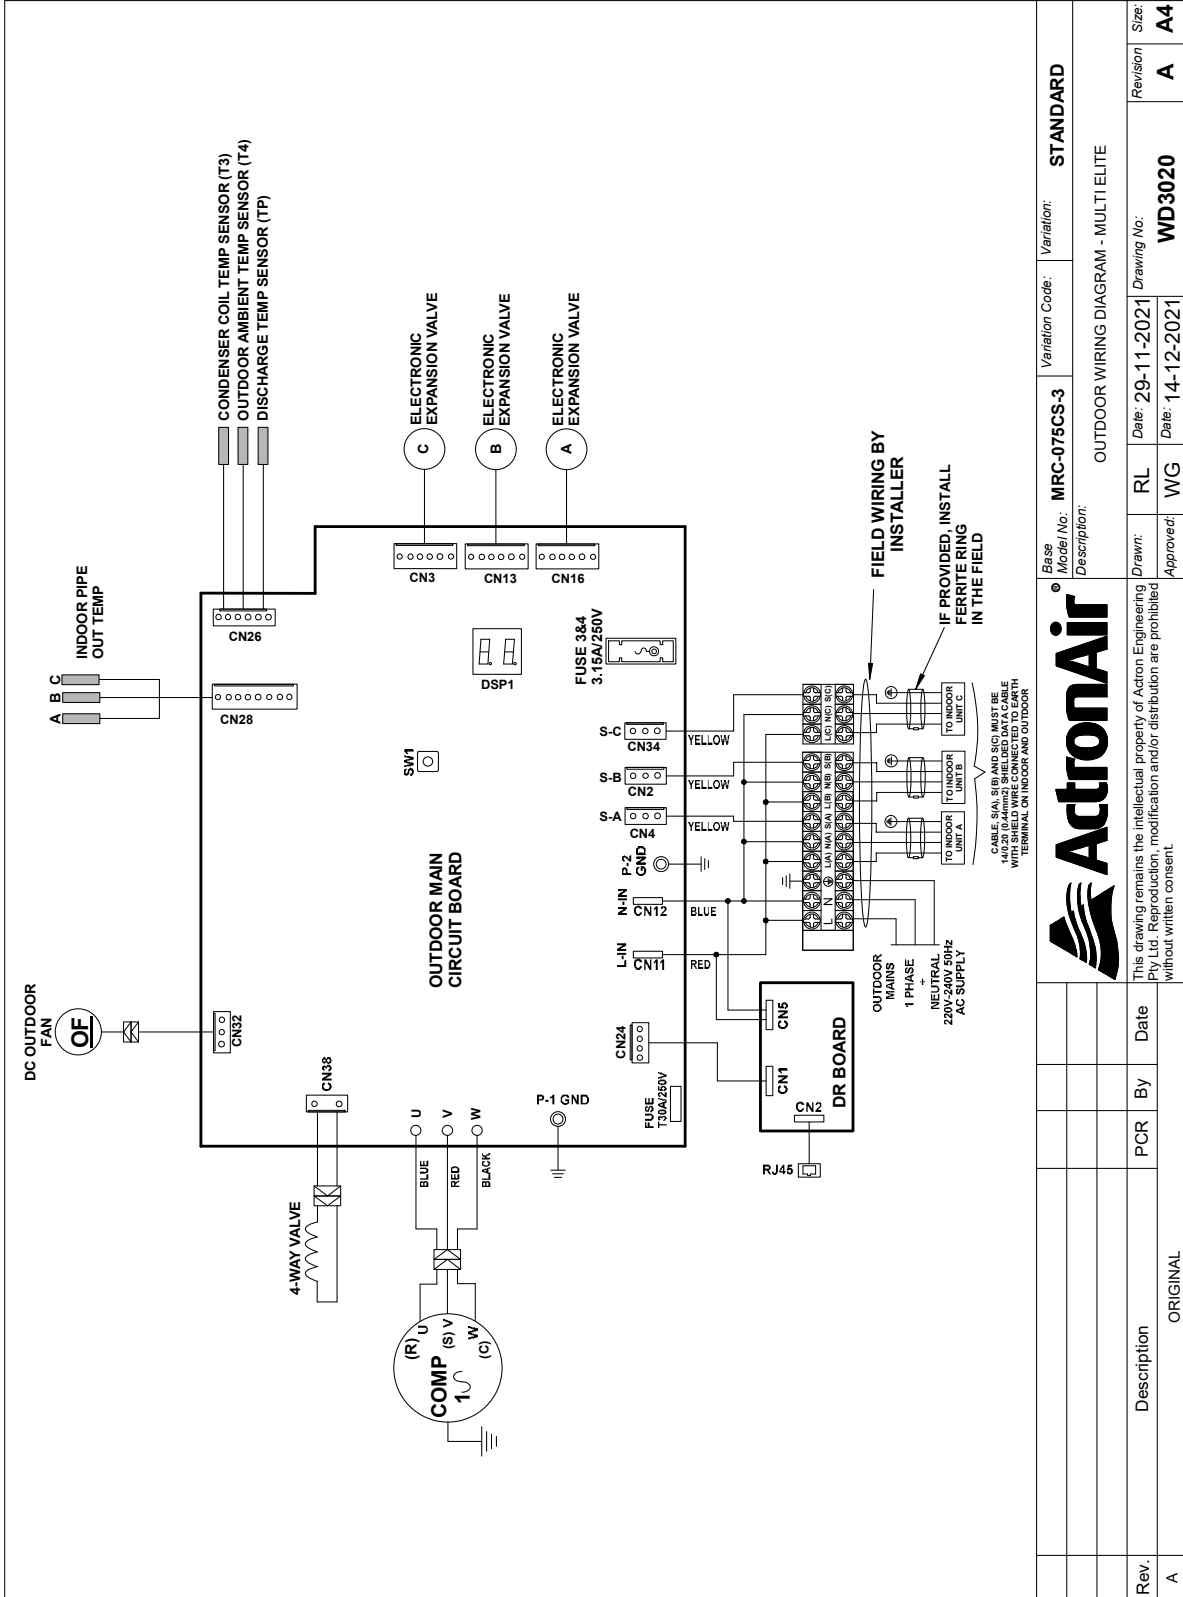 DC OUTDOOR
FAN
OF
CN32
4-WAY VALVE
CN38
INDOOR PIPE
OUT TEMP
A
B
C
CN28
CN26
CONDENSER COIL TEMP SENSOR (T3)
OUTDOOR AMBIENT TEMP SENSOR (T4)
DISCHARGE TEMP SENSOR (TP)
COMP
1
(R)
U
(S) V
W
(C)
BLUE
RED
BLACK
U
V
W
P-1 GND
FUSE
T30A/250V
CN24
OUTDOOR MAIN
CIRCUIT BOARD
SW1
DSP1
FUSE 3&4
3.15A/250V
CN3
CN13
CN16
C
ELECTRONIC
EXPANSION VALVE
B
ELECTRONIC
EXPANSION VALVE
A
ELECTRONIC
EXPANSION VALVE
L-IN
CN11
RED
N-IN
CN12
BLUE
P-2
GND
S-A
CN4
YELLOW
S-B
CN2
YELLOW
S-C
CN34
YELLOW
RJ45
CN2
CN1
CN5
DR BOARD
L
N
L(A)
N(A)
S(A)
L(B)
N(B)
S(B)
L(C)
N(C)
S(C)
OUTDOOR
MAINS
1 PHASE
+
NEUTRAL
220V-240V 50Hz
AC SUPPLY
FIELD WIRING BY
INSTALLER
IF PROVIDED, INSTALL
FERRITE RING
IN THE FIELD
TO INDOOR
UNIT A
TO INDOOR
UNIT B
TO INDOOR
UNIT C
CABLE, S(A), S(B) AND S(C) MUST BE
14/0.20 (0.44mm2) SHIELDED DATA CABLE
WITH SHIELD WIRE CONNECTED TO EARTH
TERMINAL ON INDOOR AND OUTDOOR
Rev.
Description
PCR
By
Date
A
ORIGINAL
ActronAir®
This drawing remains the intellectual property of Actron Engineering
Pty Ltd.. Reproduction, modification and/or distribution are prohibited
without written consent.
Base
Model No: MRC-075CS-3
Variation Code:
Variation: STANDARD
Description:
OUTDOOR WIRING DIAGRAM - MULTI ELITE
Drawn: RL
Date: 29-11-2021
Approved: WG
Date: 14-12-2021
Drawing No:
WD3020
Revision
A
Size:
A4